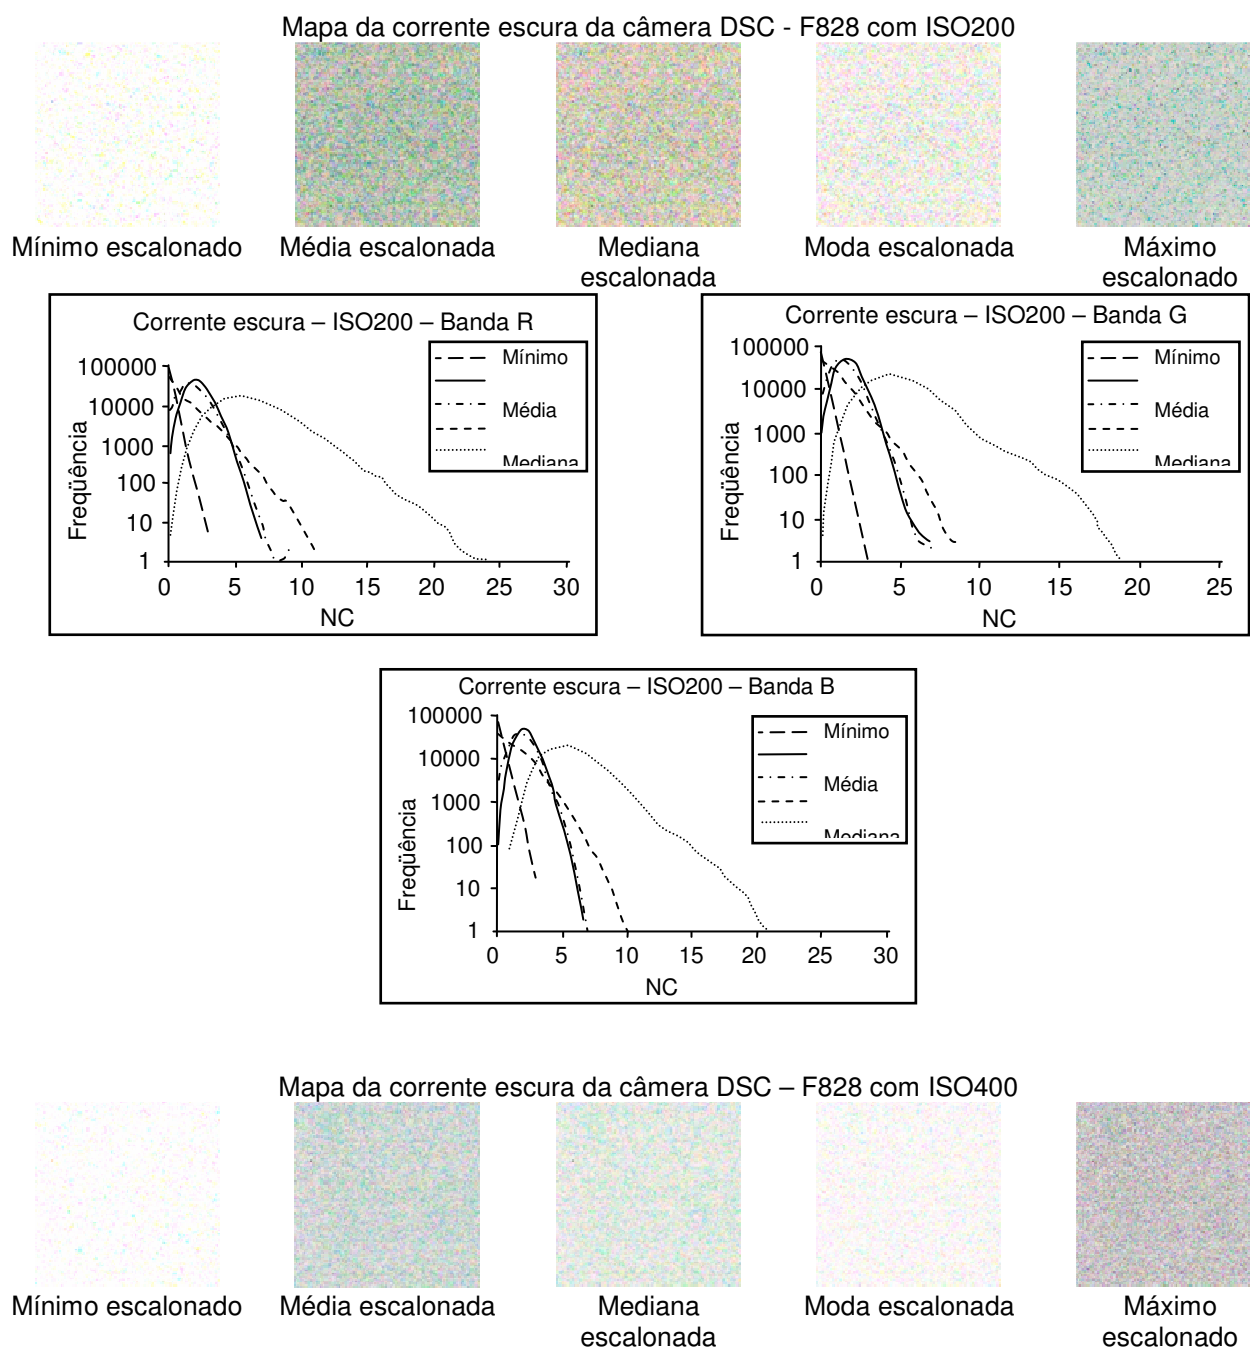 Mapa da corrente escura da câmera DSC - F828 com ISO200
Mínimo escalonado
Média escalonada
Mediana
escalonada
Moda escalonada
Máximo
escalonado
Corrente escura – ISO200 – Banda R
Freqüência
100000
10000
1000
100
10
1
0 5 10 15 20 25 30
NC
Mínimo
Média
Mediana
Corrente escura – ISO200 – Banda G
Freqüência
100000
10000
1000
100
10
1
0 5 10 15 20 25
NC
Mínimo
Média
Mediana
Corrente escura – ISO200 – Banda B
Freqüência
100000
10000
1000
100
10
1
0 5 10 15 20 25 30
NC
Mínimo
Média
Mediana
Mapa da corrente escura da câmera DSC – F828 com ISO400
Mínimo escalonado
Média escalonada
Mediana
escalonada
Moda escalonada
Máximo
escalonado